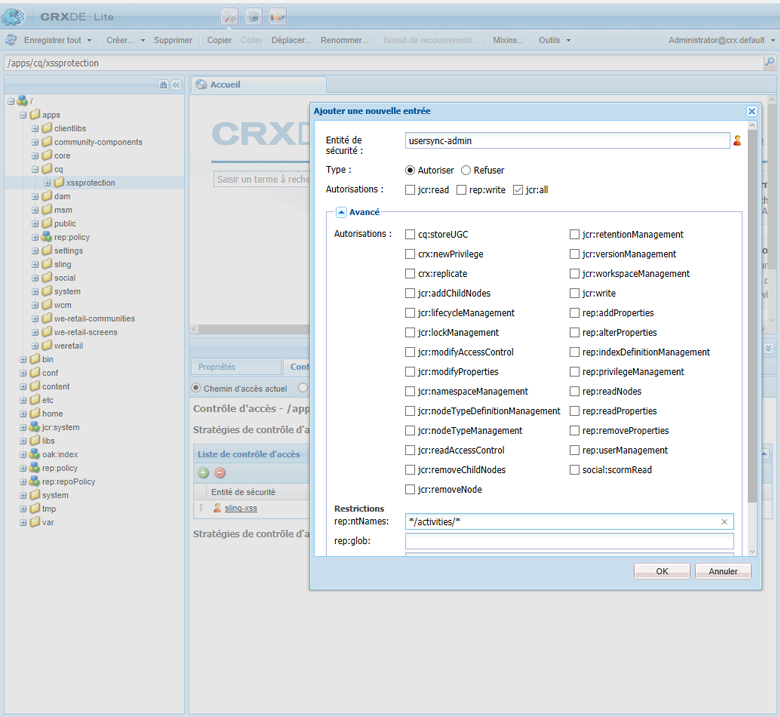 CRXDE | Lite
Enregistrer tout Créer... Supprimer Copier Coller Déplacer... Renommer... Nœud de recouvrement... Mixins... Outils Administrator@crx.default
/apps/cq/xssprotection
/
apps
clientlibs
community-components
core
cq
xssprotection
dam
msm
public
rep:policy
settings
sling
social
system
wcm
we-retail-communities
we-retail-screens
weretail
bin
conf
content
etc
home
jcr:system
libs
oak:index
rep:policy
rep:repoPolicy
system
tmp
var
Accueil
CRXD
Saisir un terme à reche
Propriétés Cont
Chemin d'accès actuel
Contrôle d'accès - /app
Stratégies de contrôle d'a
Liste de contrôle d'accès
Entité de sécurité
sling-xss
Stratégies de contrôle d'a
Ajouter une nouvelle entrée
Entité de sécurité : usersync-admin
Type : Autoriser Refuser
Autorisations : jcr:read rep:write jcr:all
Avancé
Autorisations : cq:storeUGC jcr:retentionManagement
crx:newPrivilege jcr:versionManagement
crx:replicate jcr:workspaceManagement
jcr:addChildNodes jcr:write
jcr:lifecycleManagement rep:addProperties
jcr:lockManagement rep:alterProperties
jcr:modifyAccessControl rep:indexDefinitionManagement
jcr:modifyProperties rep:privilegeManagement
jcr:namespaceManagement rep:readNodes
jcr:nodeTypeDefinitionManagement rep:readProperties
jcr:nodeTypeManagement rep:removeProperties
jcr:readAccessControl rep:userManagement
jcr:removeChildNodes social:scormRead
jcr:removeNode
Restrictions
rep:ntNames: */activities/*
rep:glob:
OK Annuler